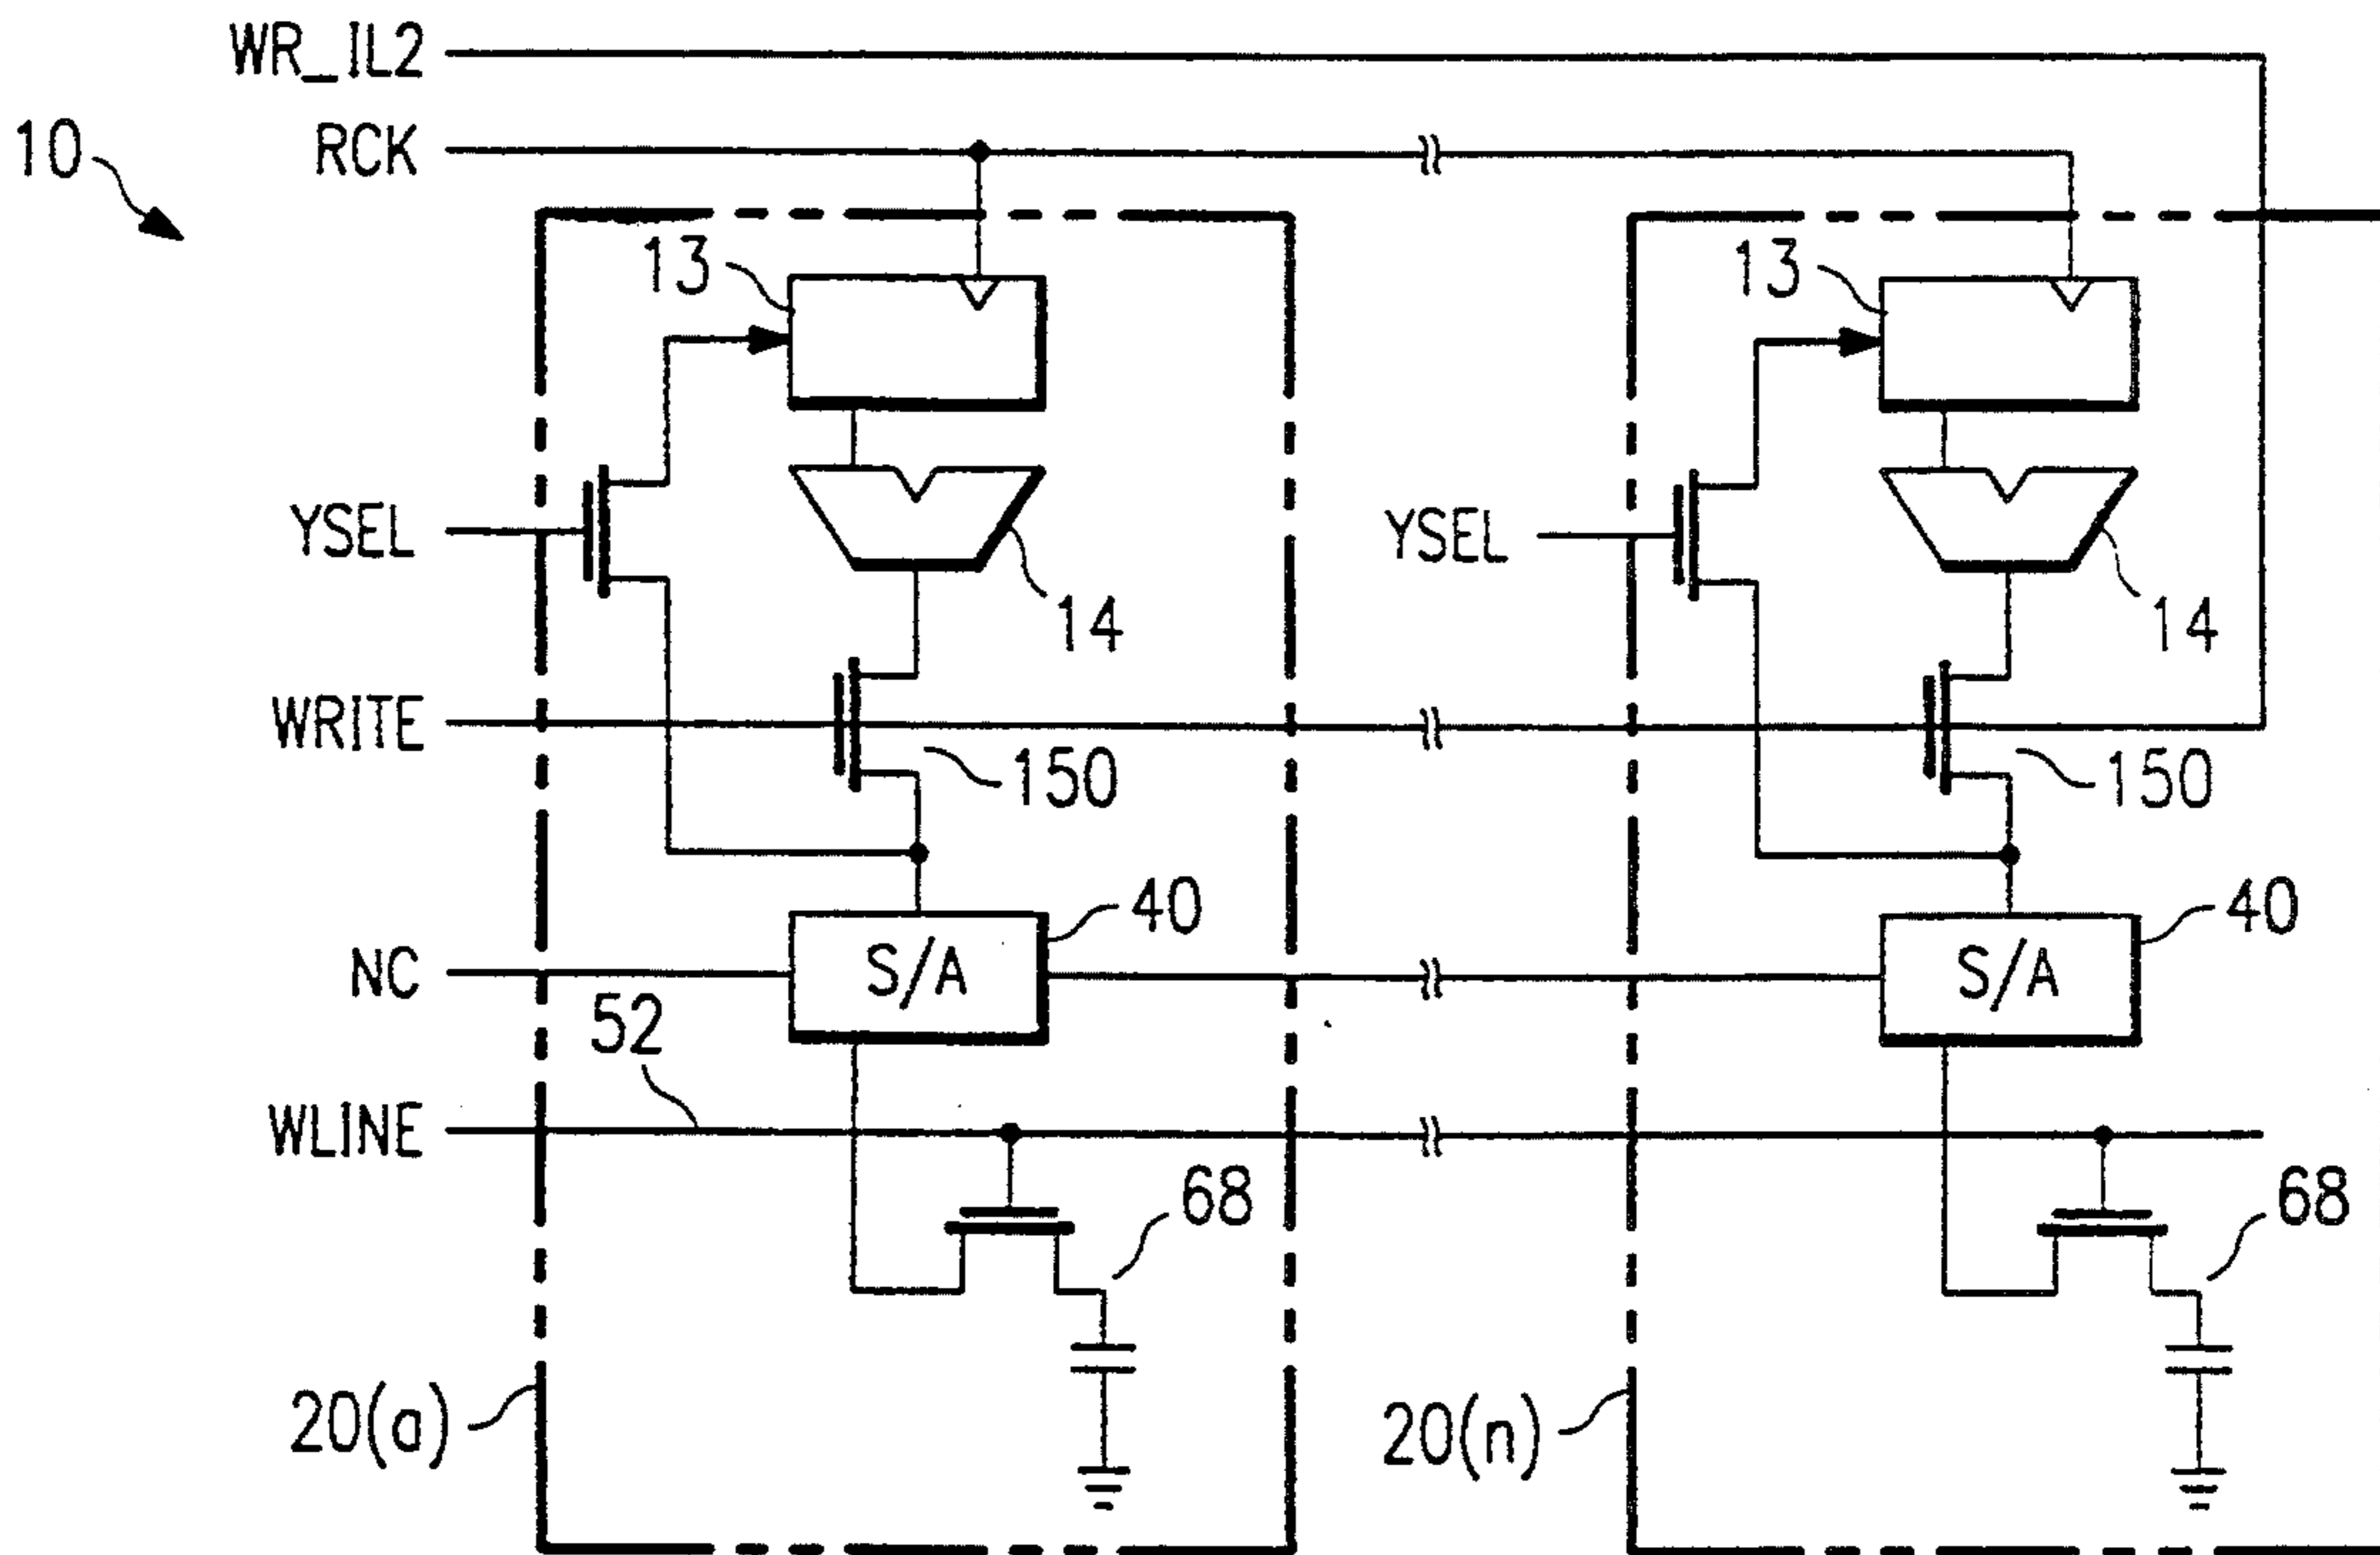 WR_IL2
10
RCK
13
13
YSEL
YSEL
14
14
WRITE
150
150
40
40
NC
S/A
S/A
52
WLINE
68
68
20(a)
20(n)